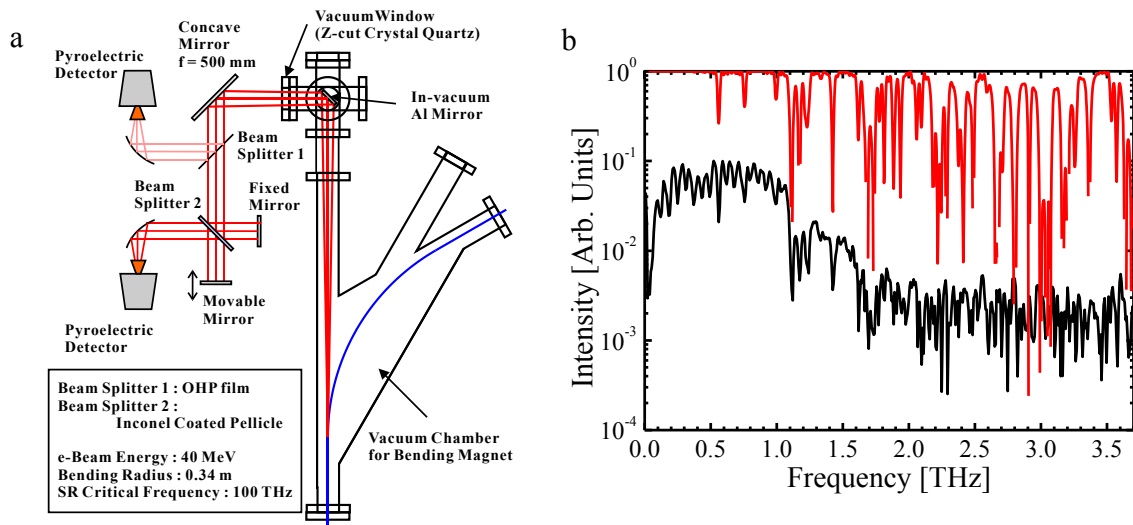 a
Concave
Mirror
f = 500 mm
Vacuum Window
(Z-cut Crystal Quartz)
Pyroelectric
Detector
In-vacuum
Al Mirror
Beam
Splitter 1
Beam
Splitter 2
Fixed
Mirror
Movable
Mirror
Pyroelectric
Detector
Beam Splitter 1 : OHP film
Beam Splitter 2 :
Inconel Coated Pellicle
e-Beam Energy : 40 MeV
Bending Radius : 0.34 m
SR Critical Frequency : 100 THz
Vacuum Chamber
for Bending Magnet
b
Intensity [Arb. Units]
10^0
10^-1
10^-2
10^-3
10^-4
0.0 0.5 1.0 1.5 2.0 2.5 3.0 3.5
Frequency [THz]